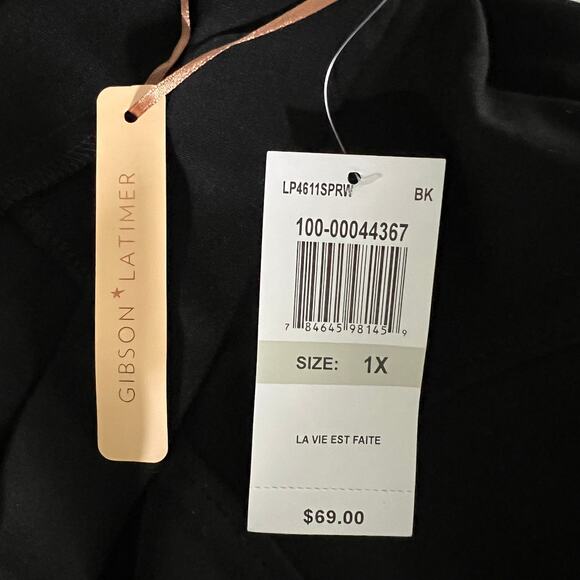 GIBSON★LATIMER
LP4611SPRW BK
100-00044367
7 84645 98145 9
SIZE: 1X
LA VIE EST FAITE
$69.00